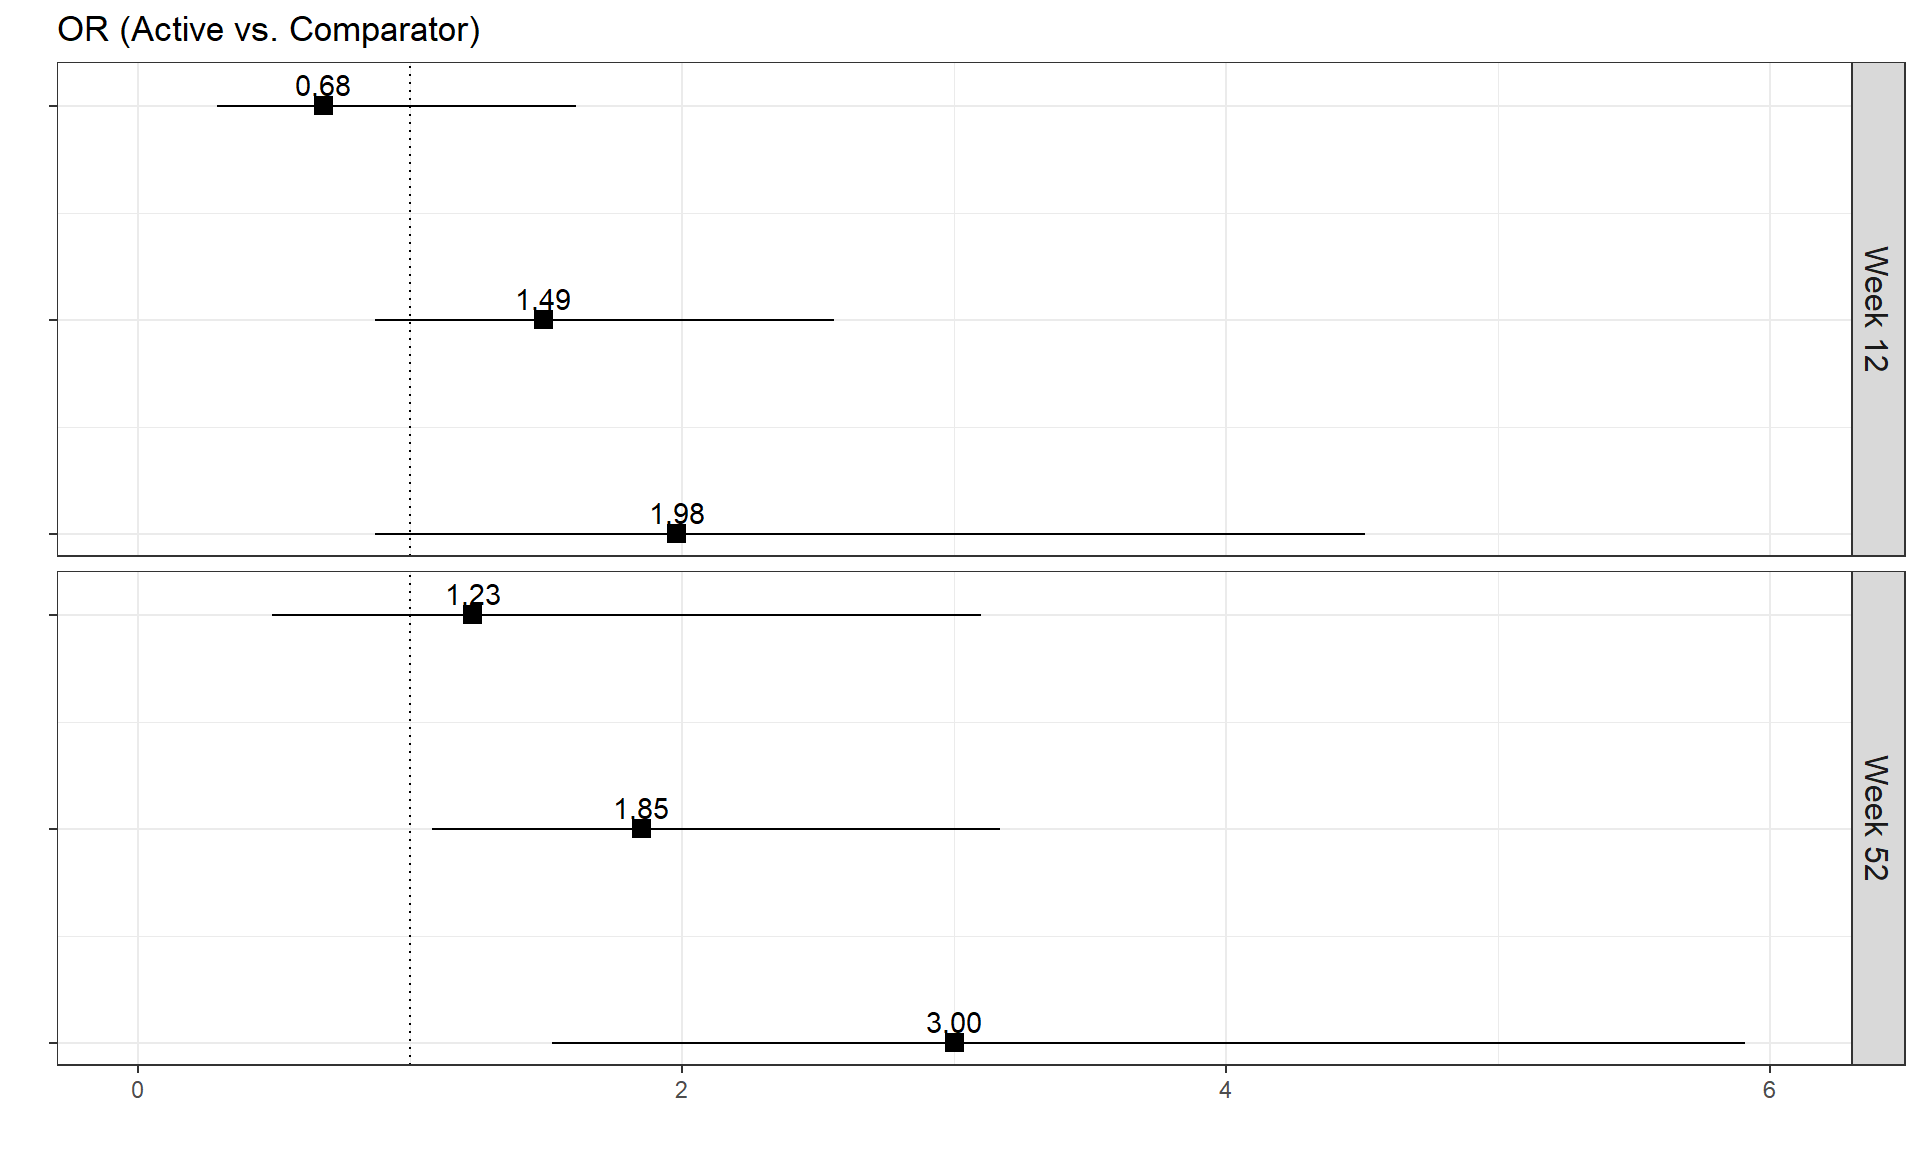 OR (Active vs. Comparator)
0.68
1.49
1.98
Week 12
1.23
1.85
3.00
Week 52
0 2 4 6